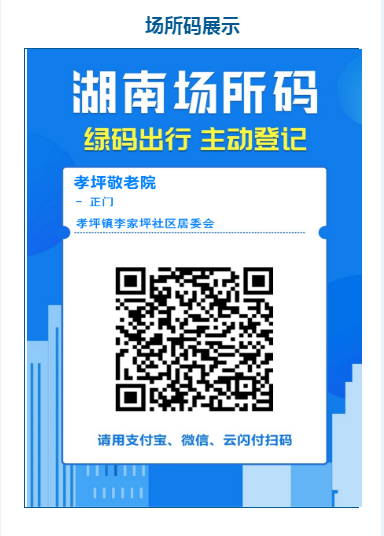 场所码展示
湖南场所码
绿码出行 主动登记
孝坪敬老院
- 正门
孝坪镇李家坪社区居委会
请用支付宝、微信、云闪付扫码